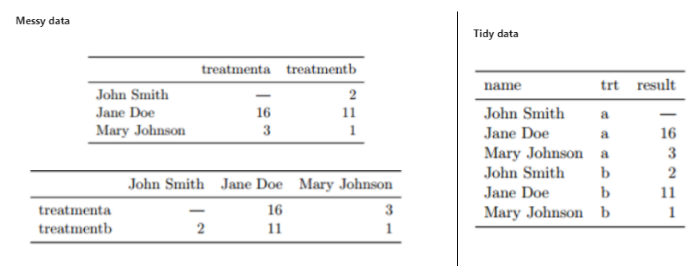 Messy data
treatmenta treatmentb
John Smith — 2
Jane Doe 16 11
Mary Johnson 3 1
John Smith Jane Doe Mary Johnson
treatmenta — 16 3
treatmentb 2 11 1
Tidy data
name trt result
John Smith a —
Jane Doe a 16
Mary Johnson a 3
John Smith b 2
Jane Doe b 11
Mary Johnson b 1